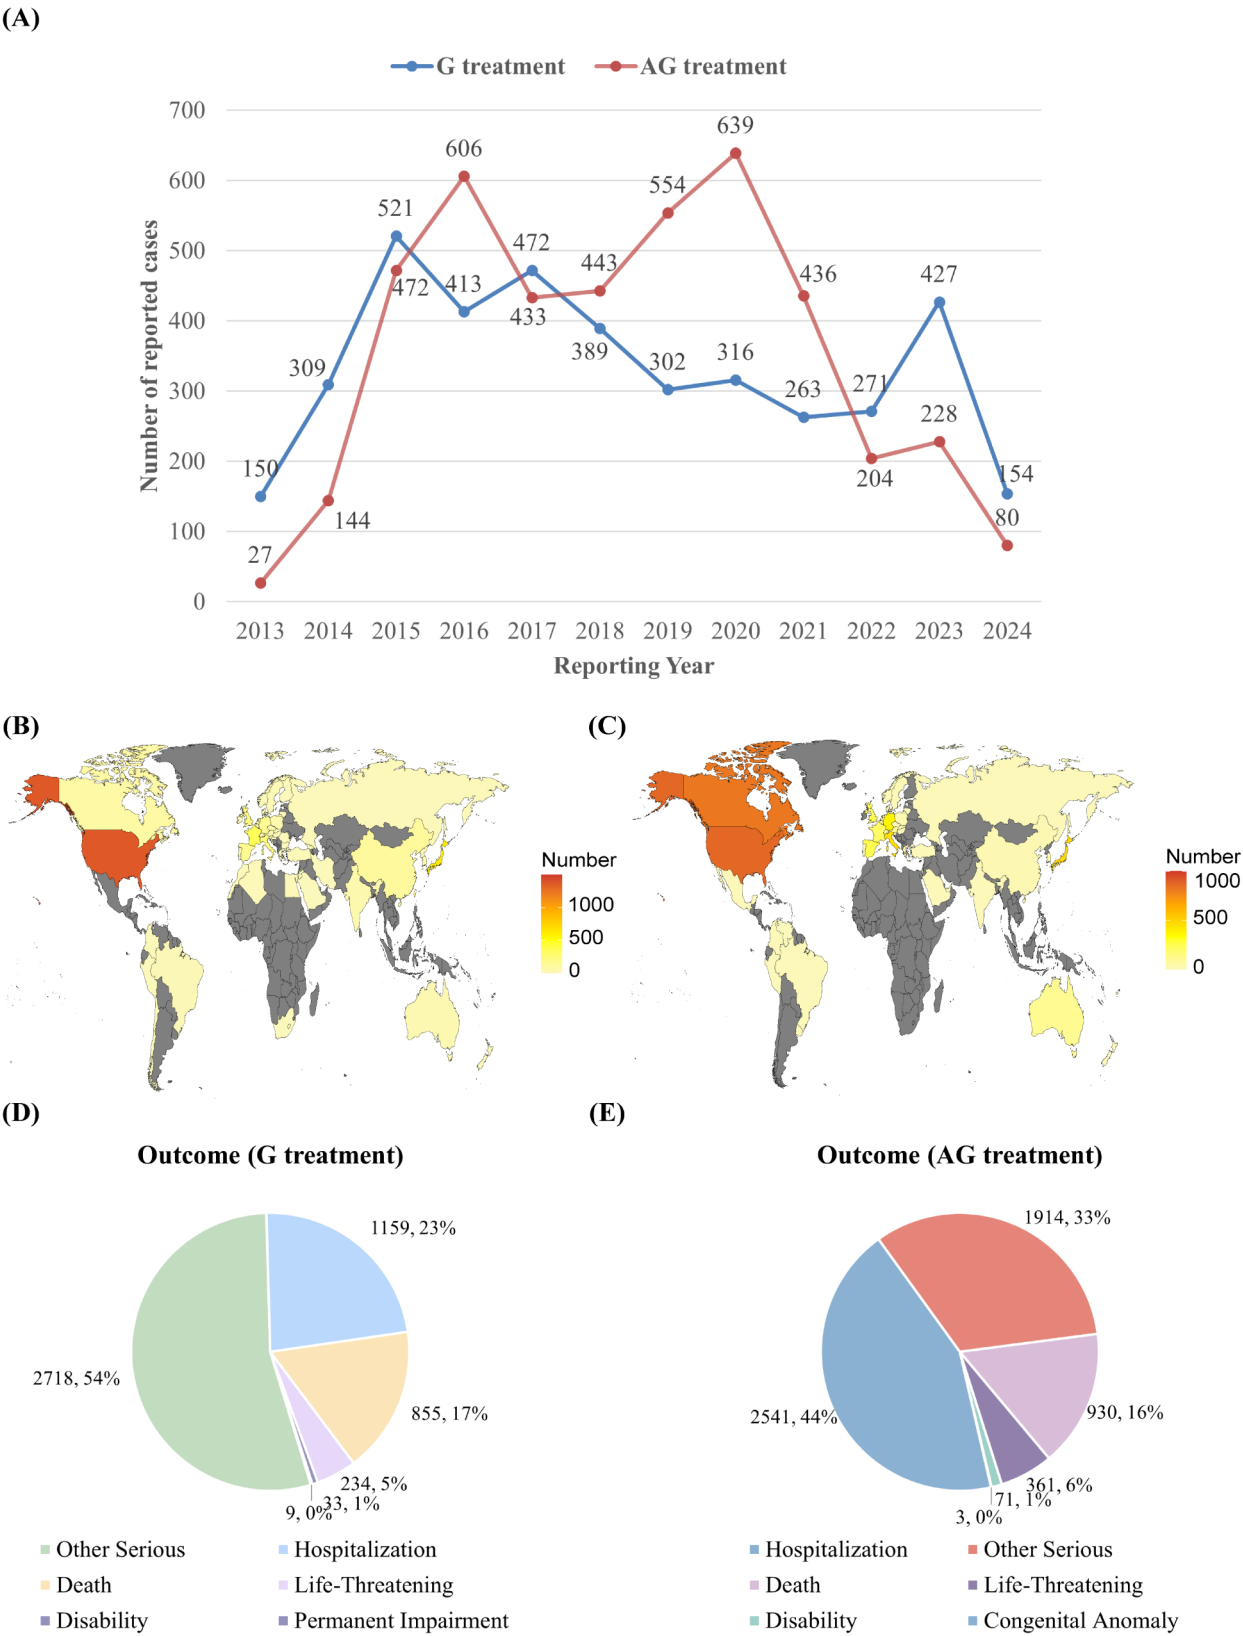 (A)
G treatment AG treatment
Number of reported cases
700
600
500
400
300
200
100
0
150 309 521 413 472 389 302 316 263 271 427 154
27 144 472 606 433 443 554 639 436 204 228 80
2013 2014 2015 2016 2017 2018 2019 2020 2021 2022 2023 2024
Reporting Year
(B)
Number
1000
500
0
(C)
Number
1000
500
0
(D)
Outcome (G treatment)
1159, 23%
855, 17%
234, 5%
33, 1%
9, 0%
2718, 54%
Other Serious Hospitalization
Death Life-Threatening
Disability Permanent Impairment
(E)
Outcome (AG treatment)
1914, 33%
930, 16%
361, 6%
71, 1%
3, 0%
2541, 44%
Hospitalization Other Serious
Death Life-Threatening
Disability Congenital Anomaly